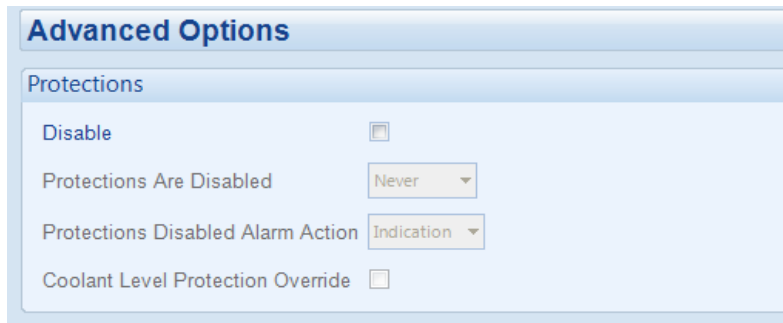 Advanced Options
Protections
Disable
Protections Are Disabled Never
Protections Disabled Alarm Action Indication
Coolant Level Protection Override